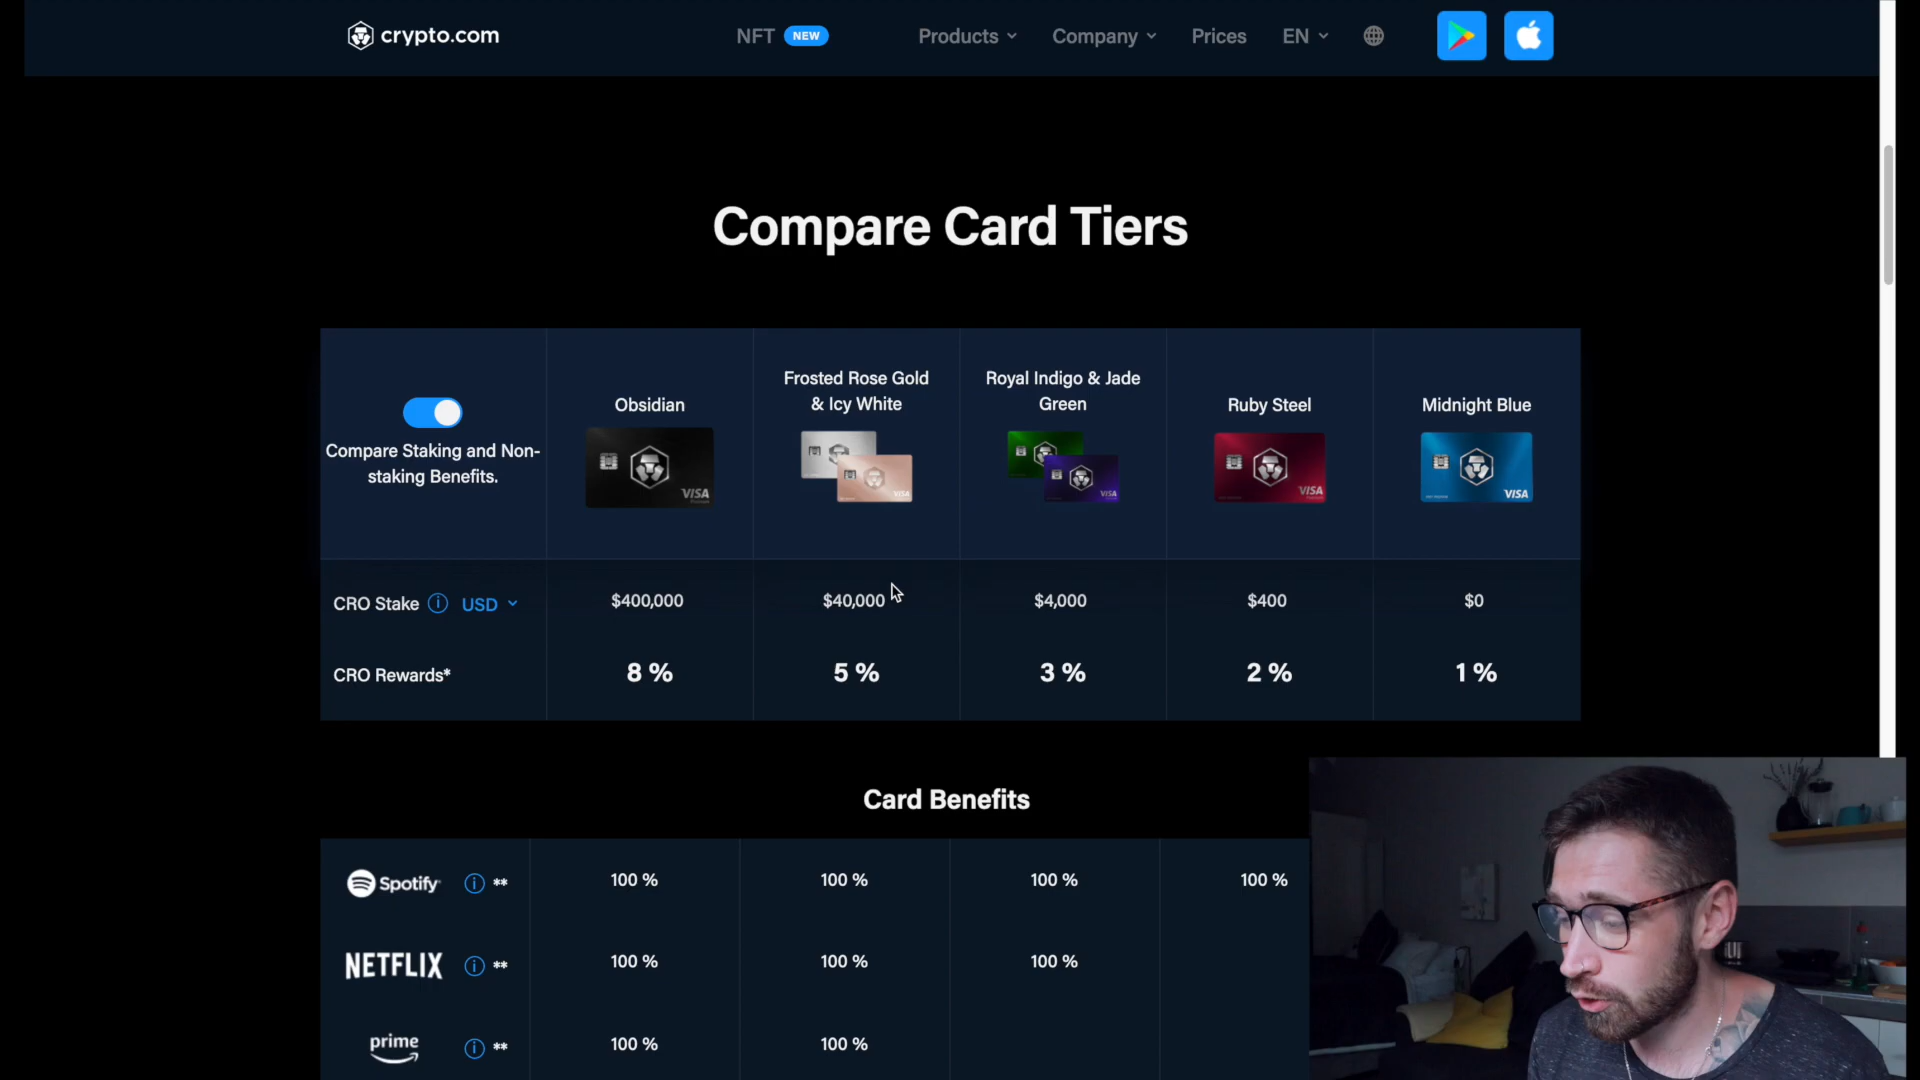 crypto.com
NFT NEW Products Company Prices EN
Compare Card Tiers
Compare Staking and Non-
staking Benefits.
Obsidian
VISA
Frosted Rose Gold
& Icy White
VISA
Royal Indigo & Jade
Green
VISA
Ruby Steel
VISA
Midnight Blue
VISA
CRO Stake USD $400,000 $40,000 $4,000 $400 $0
CRO Rewards* 8 % 5 % 3 % 2 % 1 %
Card Benefits
Spotify ** 100 % 100 % 100 % 100 %
NETFLIX ** 100 % 100 % 100 %
prime ** 100 % 100 %